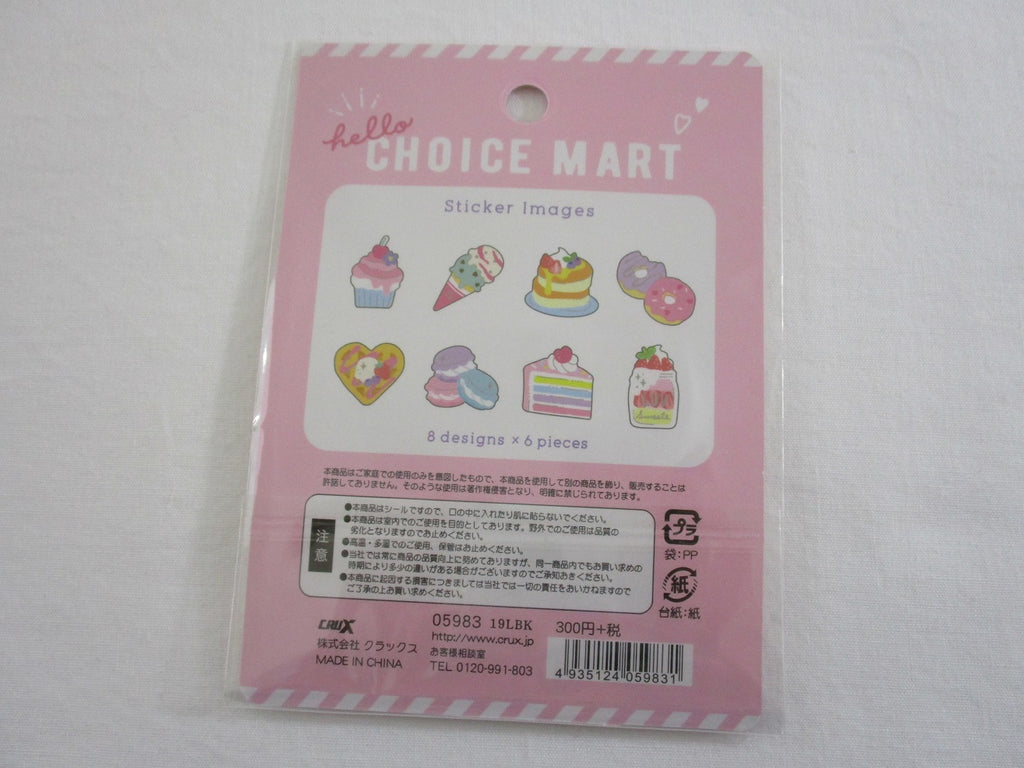 hello
CHOICE MART
Sticker Images
Sweets
8 designs × 6 pieces
本商品はご家庭での使用のみを意図したもので、本商品を使用して別の商品を飾り、販売することは
許諾しておりません。そのような使用は著作権侵害となり、明確に禁じられております。
注意
●本商品はシールですので、口の中に入れたり肌に貼らないでください。
●本商品は室内でのご使用を目的としてあります。野外でのご使用は品質の
劣化となりますのでお止めください。
●高温・多湿でのご使用、保管はお止めください。
●当社では常に商品の品質向上に努めておりますが、同一商品内でもお買い求めの
時期により多少の違いがある場合がございますのでご承知おきください。
●本商品に起因する損害につきましては当社では一切の責任をおいかねますので
ご了承の上お買い求めください。
プラ
袋:PP
紙
台紙:紙
CRUX
株式会社 クラックス
MADE IN CHINA
05983 19LBK
http://www.crux.jp
お客様相談室
TEL 0120-991-803
300円+税
4 935124 059831